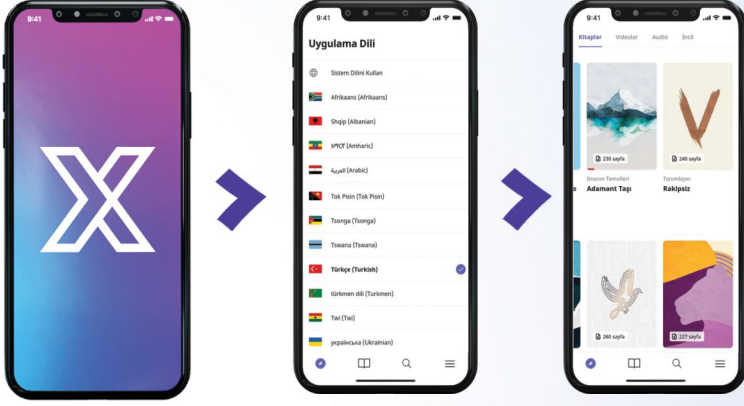 9:41
X
9:41
Uygulama Dili
Sistem Dilini Kullan
Afrikaans (Afrikaans)
Shqip (Albanian)
አማርኛ (Amharic)
العربية (Arabic)
Tok Pisin (Tok Pisin)
Tsonga (Tsonga)
Tswana (Tswana)
Türkçe (Turkish)
türkmen dili (Turkmen)
Twi (Twi)
українська (Ukrainian)
9:41
Kitaplar Videolar Audio İncil
230 sayfa
240 sayfa
İmanın Temelleri
Tanımlayın
e Adamant Taşı
Rakipsiz
260 sayfa
227 sayfa